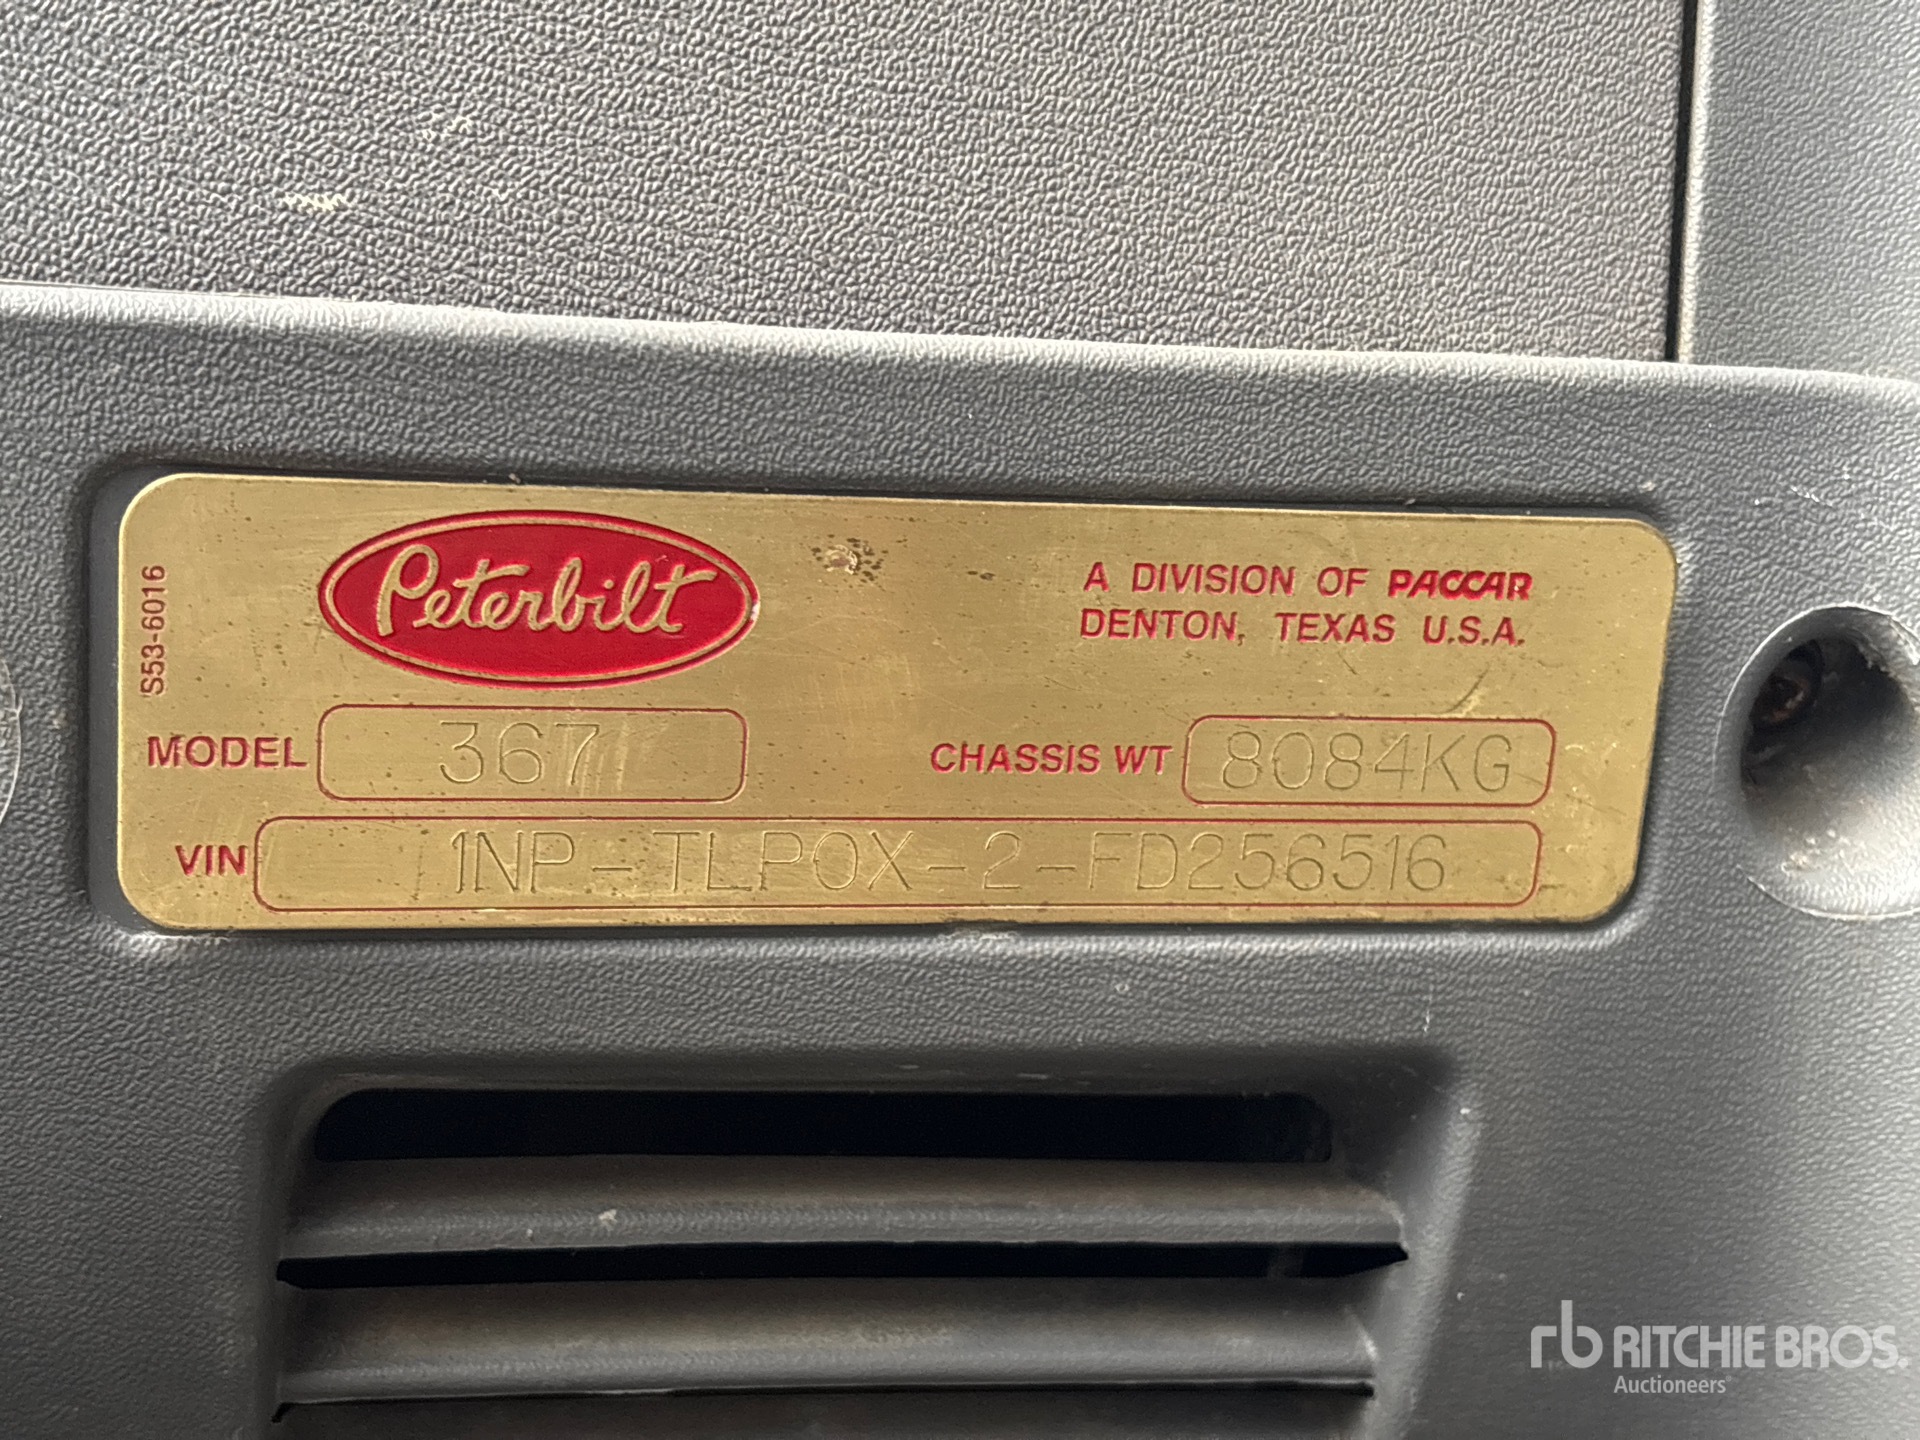 S53-6016
Peterbilt
A DIVISION OF PACCAR
DENTON, TEXAS U.S.A.
MODEL 367
CHASSIS WT 8084KG
VIN 1NP-TLP0X-2-FD256516
rb RITCHIE BROS.
Auctioneers